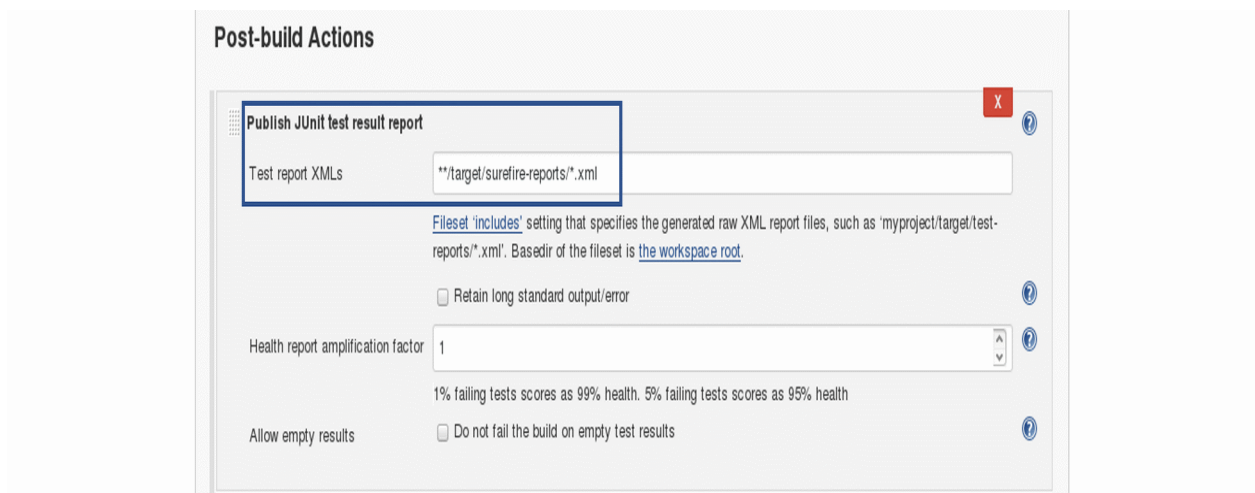 Post-build Actions
X
Publish JUnit test result report
Test report XMLs
**/target/surefire-reports/*.xml
Fileset 'includes' setting that specifies the generated raw XML report files, such as 'myproject/target/test-
reports/*.xml'. Basedir of the fileset is the workspace root.
Retain long standard output/error
Health report amplification factor
1
1% failing tests scores as 99% health. 5% failing tests scores as 95% health
Allow empty results
Do not fail the build on empty test results